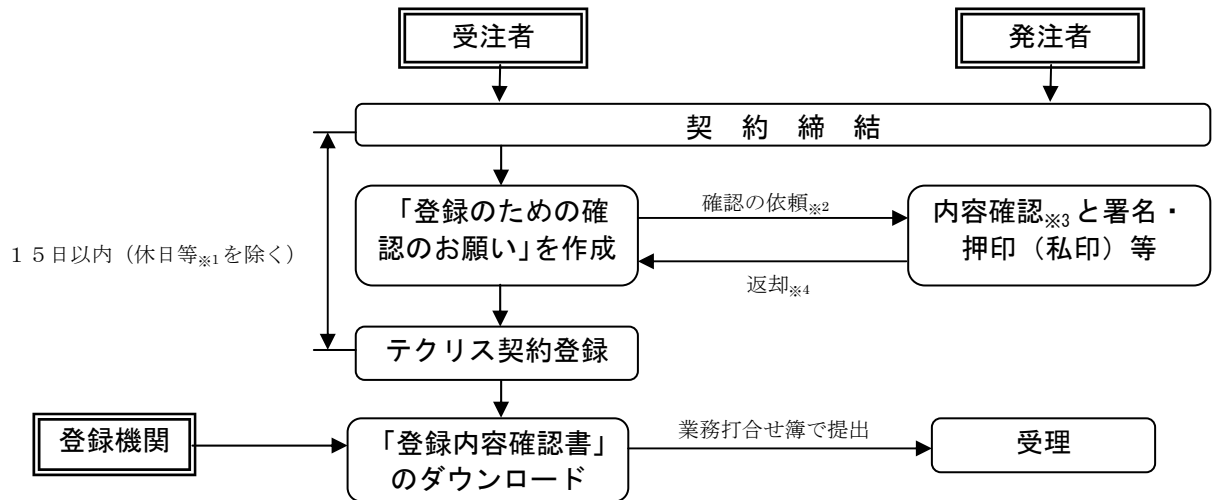 受注者
発注者
契 約 締 結
「登録のための確
認のお願い」を作成
確認の依頼※2
内容確認※3と署名・
押印（私印）等
返却※4
１５日以内（休日等※1を除く）
テクリス契約登録
登録機関
「登録内容確認書」
のダウンロード
業務打合せ簿で提出
受理